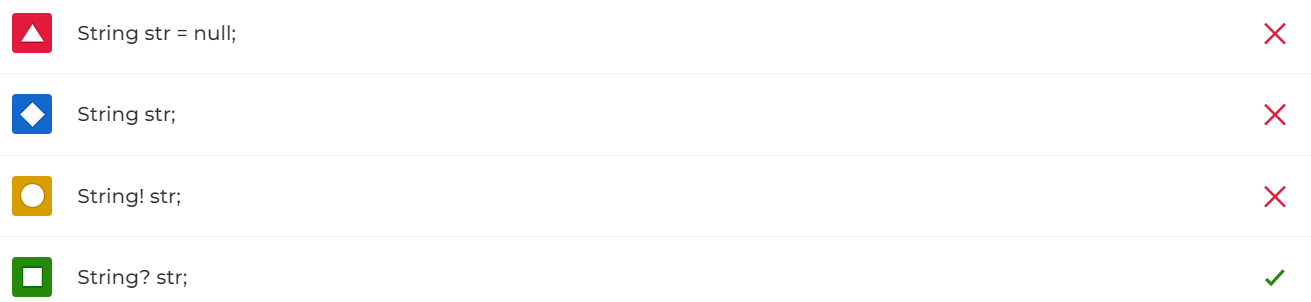 String str = null;
String str;
String! str;
String? str;